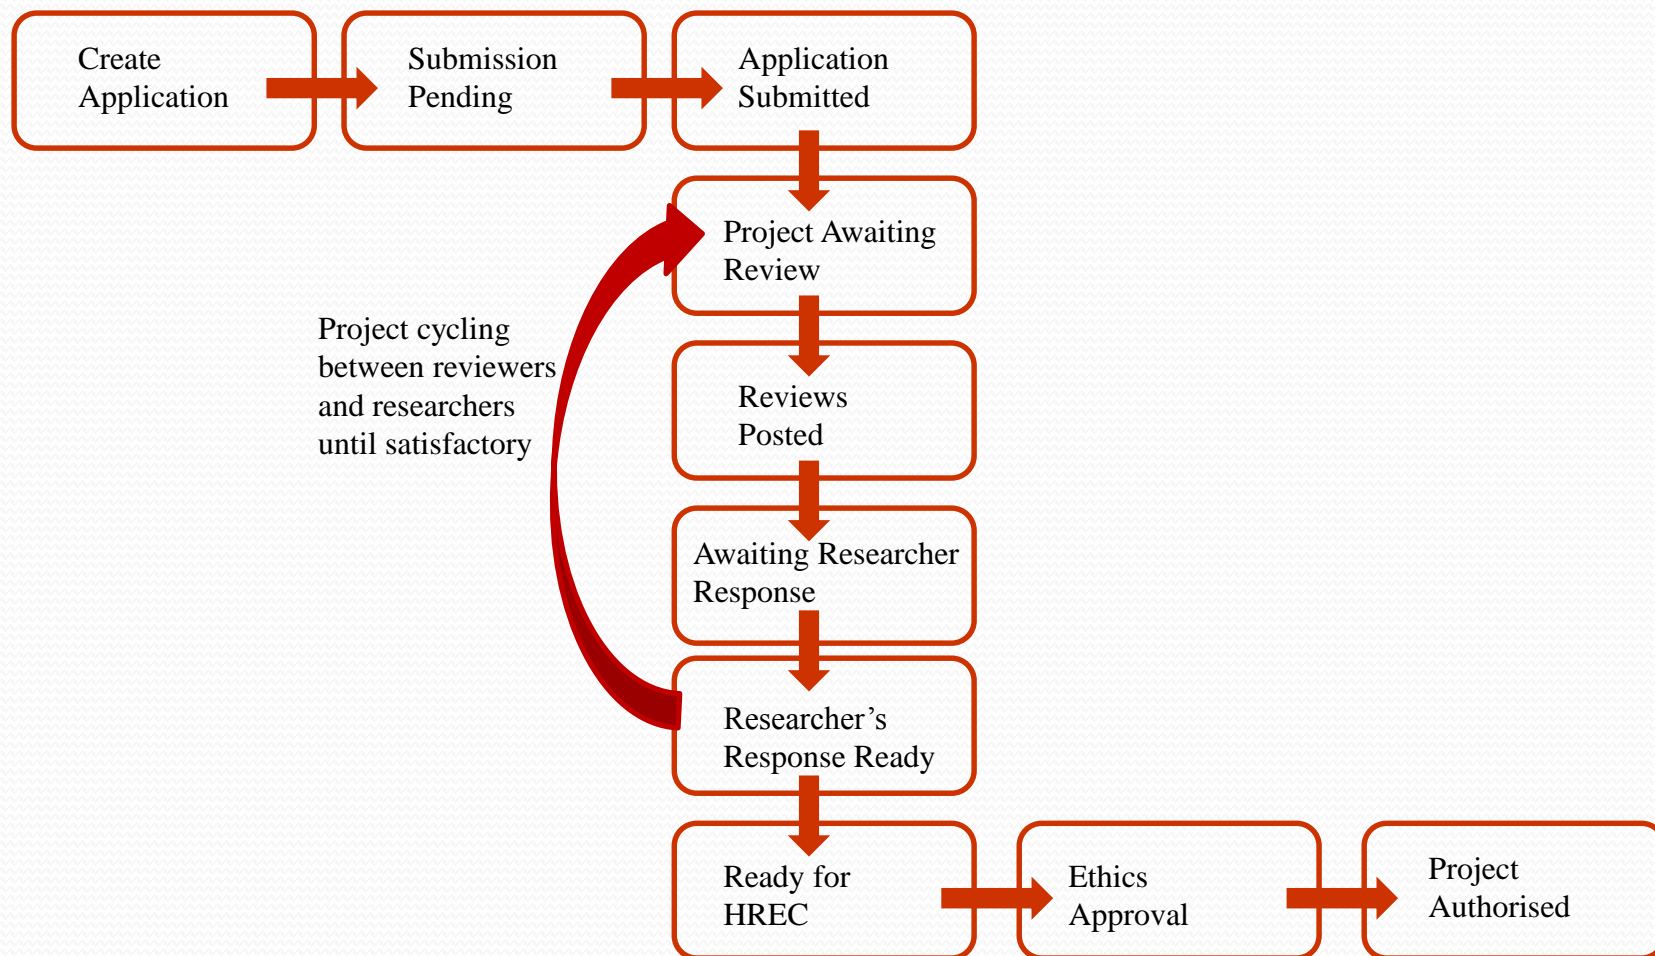 Create
Application
Submission
Pending
Application
Submitted
Project Awaiting
Review
Project cycling
between reviewers
and researchers
until satisfactory
Reviews
Posted
Awaiting Researcher
Response
Researcher’s
Response Ready
Ready for
HREC
Ethics
Approval
Project
Authorised